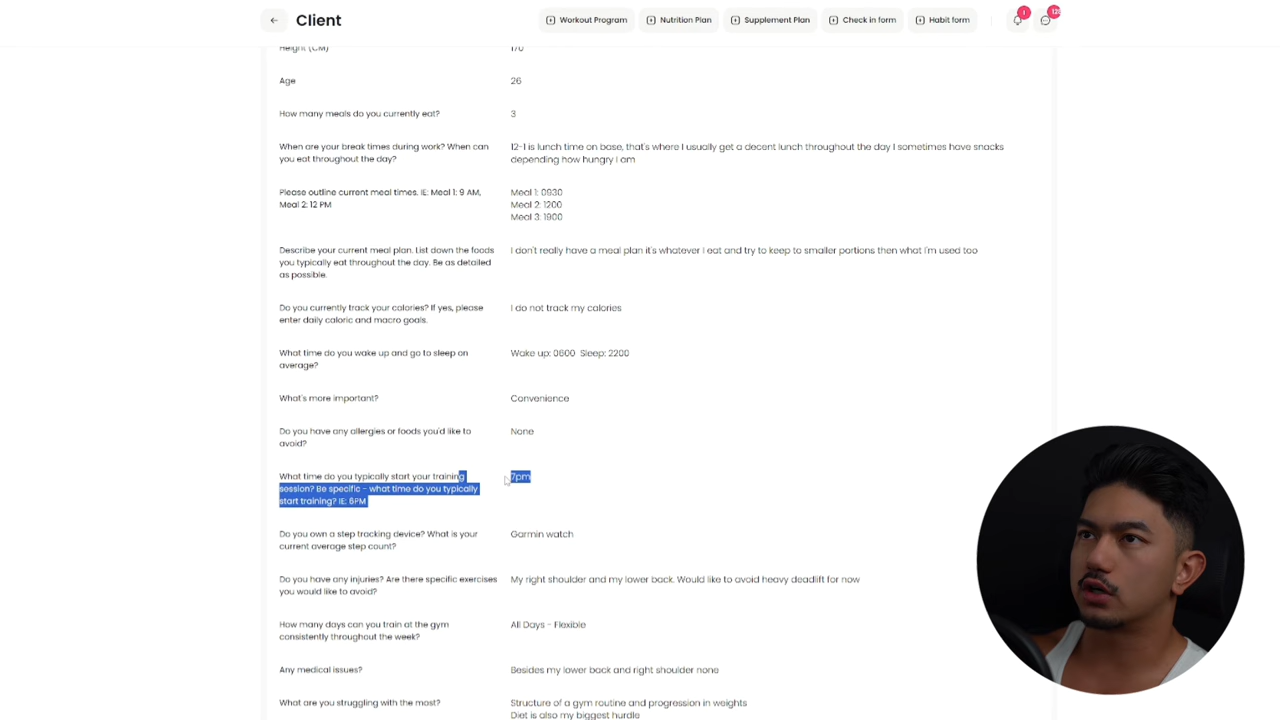 Client
Workout Program
Nutrition Plan
Supplement Plan
Check in form
Habit form
1
Height (CM)
170
Age
26
How many meals do you currently eat?
3
When are your break times during work? When can
you eat throughout the day?
12-1 is lunch time on base, that's where I usually get a decent lunch throughout the day I sometimes have snacks
depending how hungry I am
Please outline current meal times. IE: Meal 1: 9 AM,
Meal 2: 12 PM
Meal 1: 0930
Meal 2: 1200
Meal 3: 1900
Describe your current meal plan. List down the foods
you typically eat throughout the day. Be as detailed
as possible.
I don't really have a meal plan it's whatever I eat and try to keep to smaller portions then what I'm used too
Do you currently track your calories? If yes, please
enter daily caloric and macro goals.
I do not track my calories
What time do you wake up and go to sleep on
average?
Wake up: 0600 Sleep: 2200
What's more important?
Convenience
Do you have any allergies or foods you'd like to
avoid?
None
What time do you typically start your training
session? Be specific - what time do you typically
start training? IE: 6PM
7pm
Do you own a step tracking device? What is your
current average step count?
Garmin watch
Do you have any injuries? Are there specific exercises
you would like to avoid?
My right shoulder and my lower back. Would like to avoid heavy deadlift for now
How many days can you train at the gym
consistently throughout the week?
All Days - Flexible
Any medical issues?
Besides my lower back and right shoulder none
What are you struggling with the most?
Structure of a gym routine and progression in weights
Diet is also my biggest hurdle